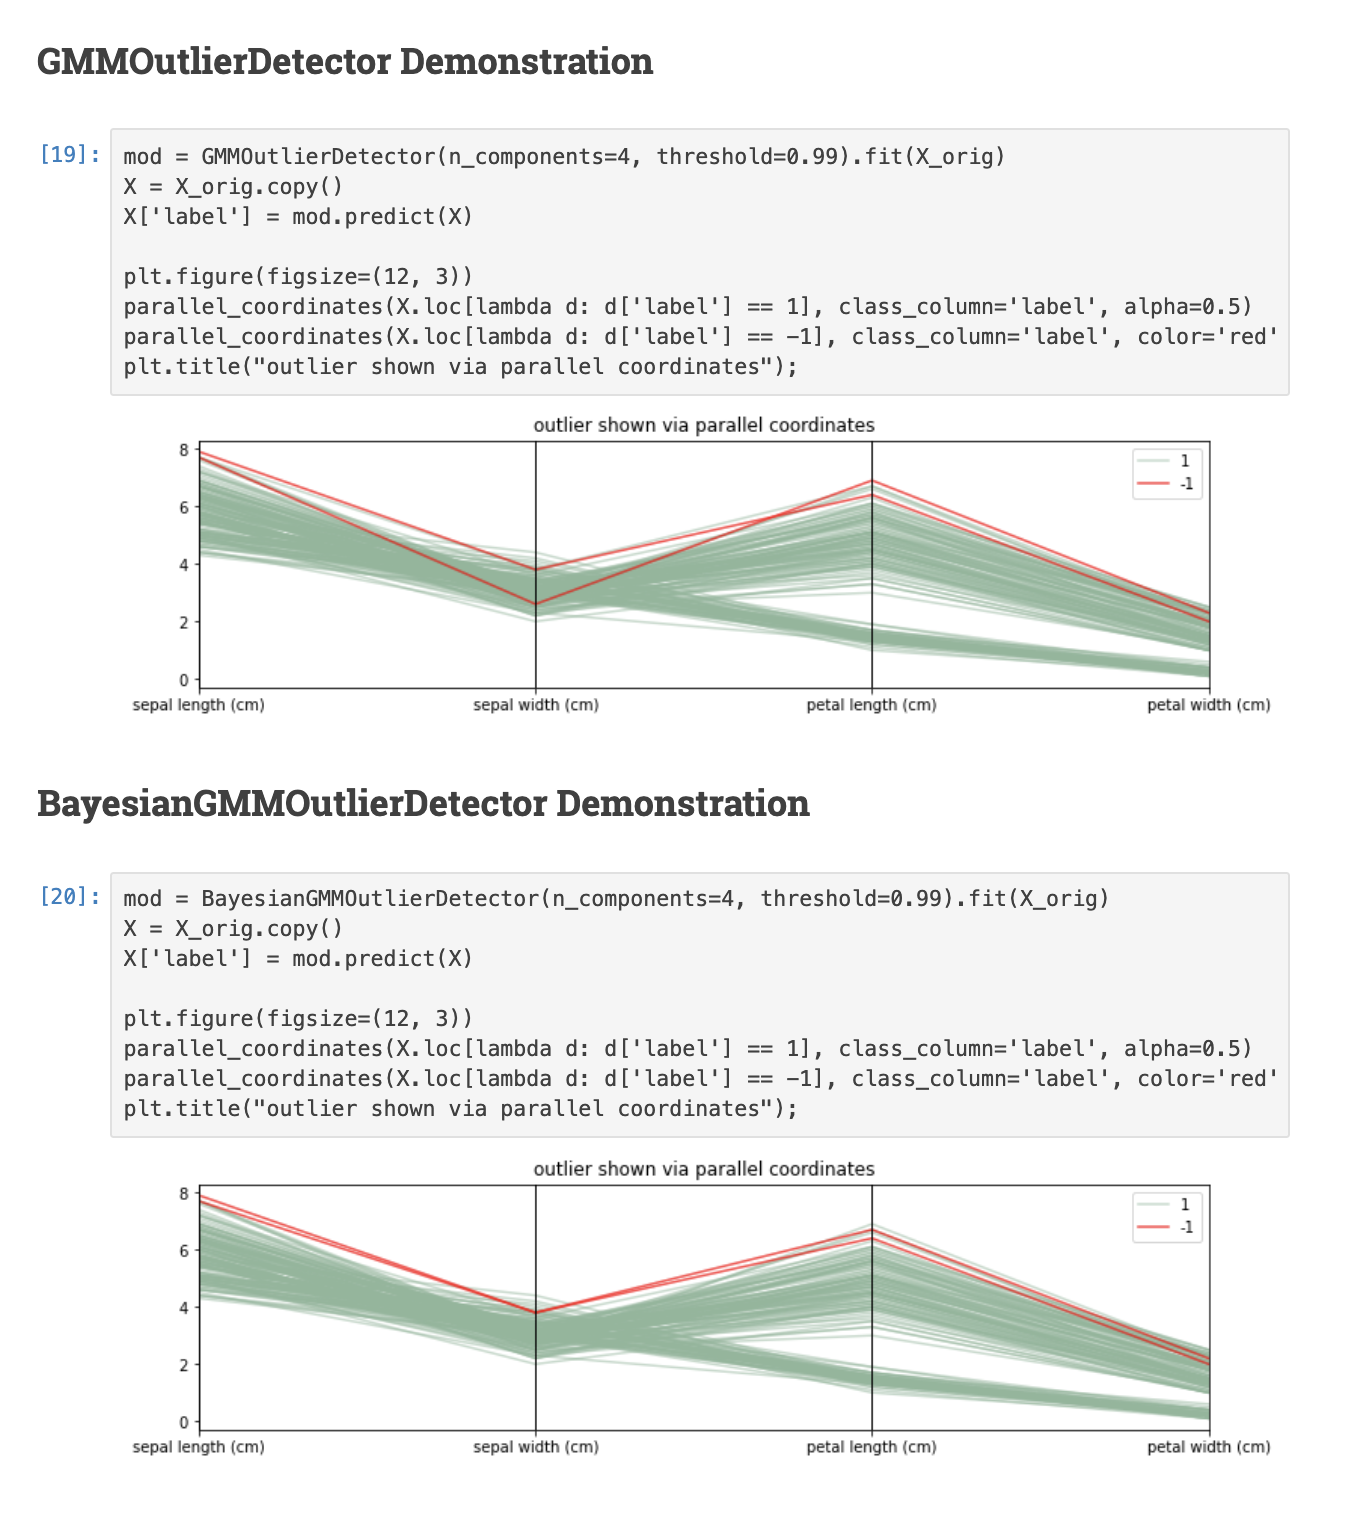 GMMOutlierDetector Demonstration
[19]:
mod = GMMOutlierDetector(n_components=4, threshold=0.99).fit(X_orig)
X = X_orig.copy()
X['label'] = mod.predict(X)
plt.figure(figsize=(12, 3))
parallel_coordinates(X.loc[lambda d: d['label'] == 1], class_column='label', alpha=0.5)
parallel_coordinates(X.loc[lambda d: d['label'] == -1], class_column='label', color='red'
plt.title("outlier shown via parallel coordinates");
outlier shown via parallel coordinates
8
6
4
2
0
1
-1
sepal length (cm) sepal width (cm) petal length (cm) petal width (cm)
BayesianGMMOutlierDetector Demonstration
[20]:
mod = BayesianGMMOutlierDetector(n_components=4, threshold=0.99).fit(X_orig)
X = X_orig.copy()
X['label'] = mod.predict(X)
plt.figure(figsize=(12, 3))
parallel_coordinates(X.loc[lambda d: d['label'] == 1], class_column='label', alpha=0.5)
parallel_coordinates(X.loc[lambda d: d['label'] == -1], class_column='label', color='red'
plt.title("outlier shown via parallel coordinates");
outlier shown via parallel coordinates
8
6
4
2
0
1
-1
sepal length (cm) sepal width (cm) petal length (cm) petal width (cm)